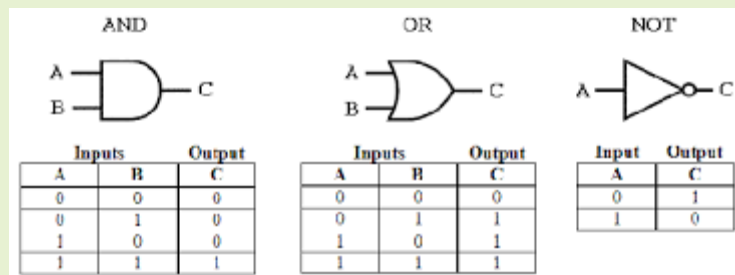 AND OR NOT
A B C
A B C
A C
Inputs Output
A B C
0 0 0
0 1 0
1 0 0
1 1 1
Inputs Output
A B C
0 0 0
0 1 1
1 0 1
1 1 1
Input Output
A C
0 1
1 0